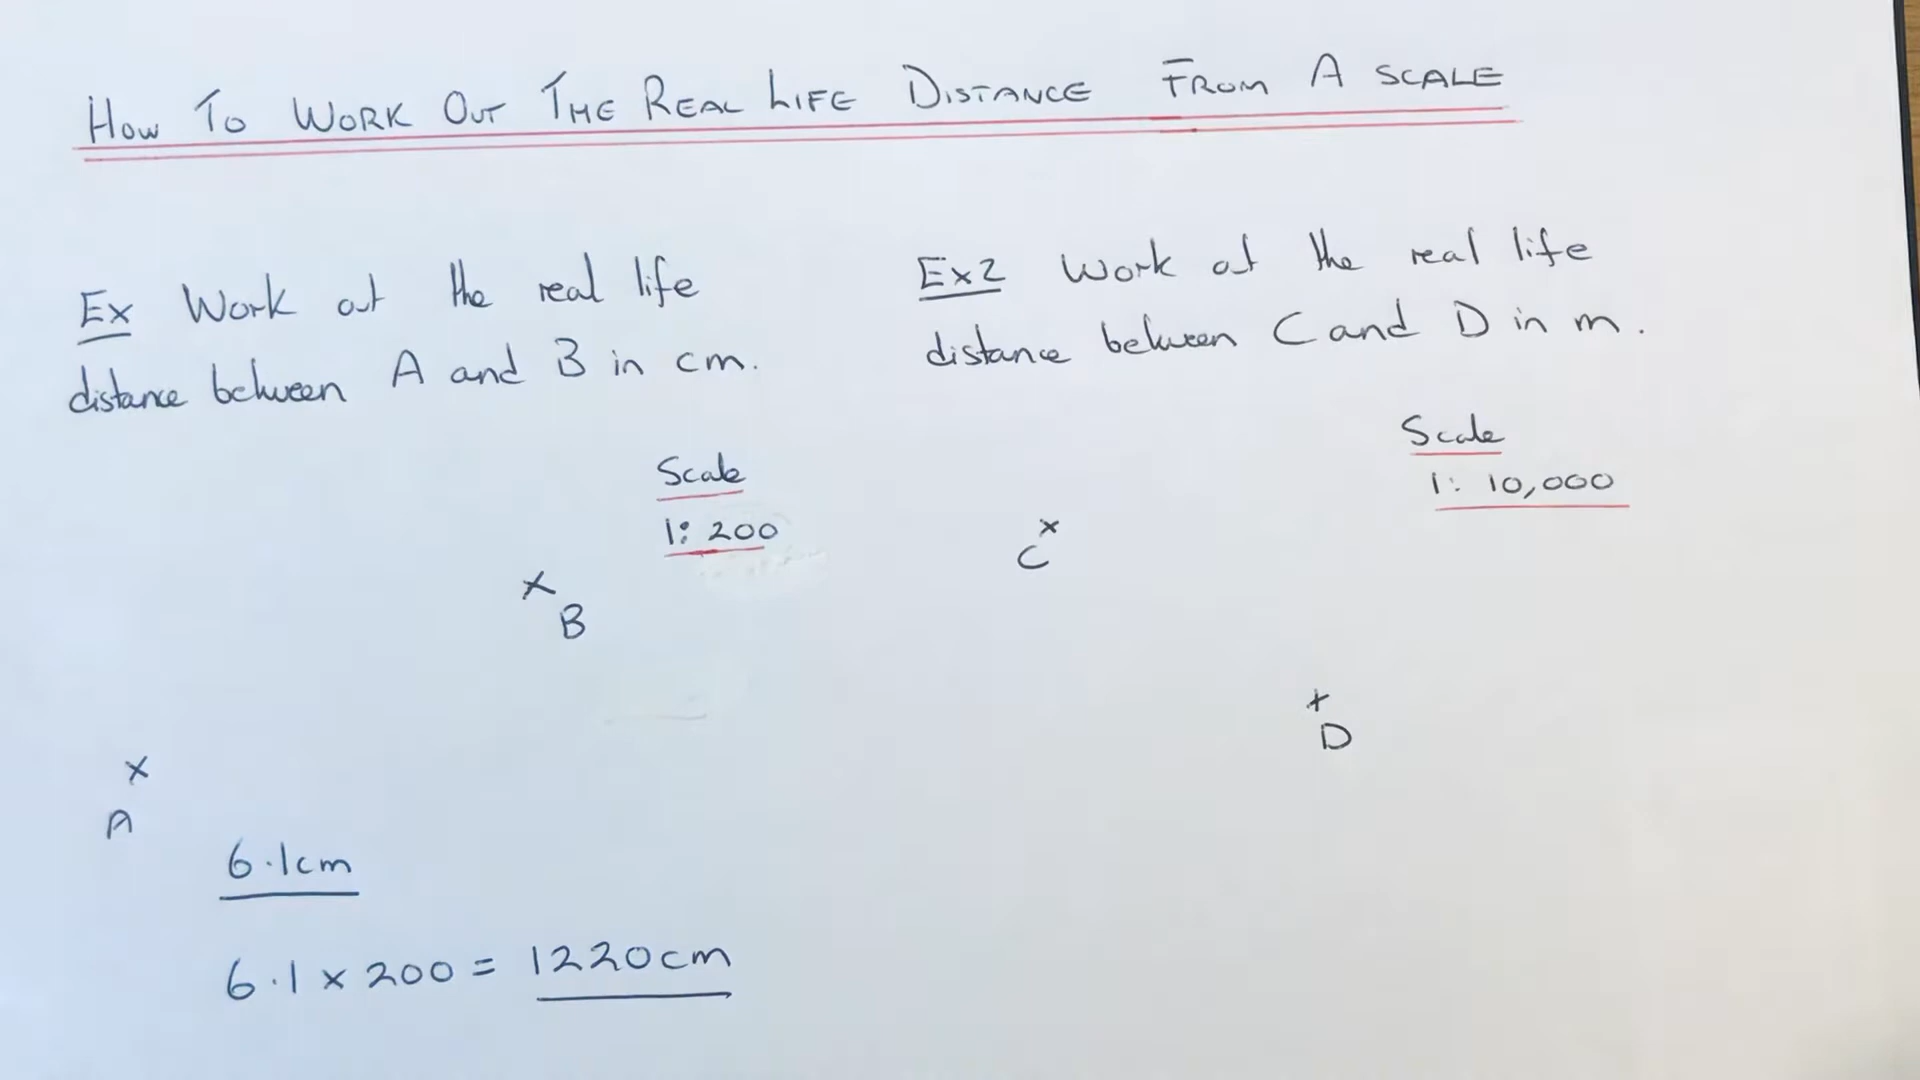 HOW TO WORK OUT THE REAL LIFE DISTANCE FROM A SCALE
Ex Work out the real life
distance between A and B in cm.
Scale
1: 200
B
A
6.1cm
6.1 x 200 = 1220cm
Ex2 Work out the real life
distance between C and D in m.
Scale
1: 10,000
C
D